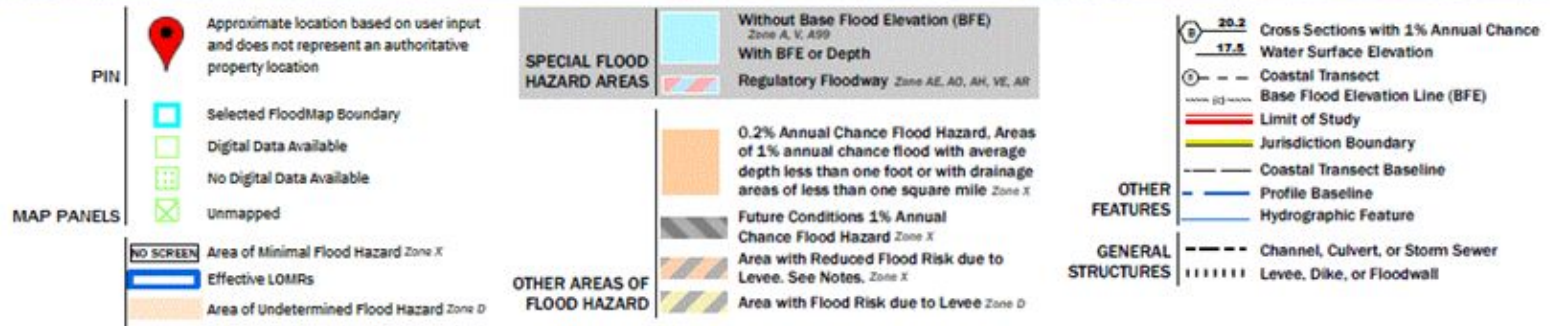 PIN
Approximate location based on user input
and does not represent an authoritative
property location
MAP PANELS
Selected FloodMap Boundary
Digital Data Available
No Digital Data Available
Unmapped
NO SCREEN Area of Minimal Flood Hazard Zone X
Effective LOMRs
Area of Undetermined Flood Hazard Zone D
SPECIAL FLOOD
HAZARD AREAS
Without Base Flood Elevation (BFE)
Zone A, V, A99
With BFE or Depth
Regulatory Floodway Zone AE, AO, AH, VE, AR
OTHER AREAS OF
FLOOD HAZARD
0.2% Annual Chance Flood Hazard, Areas
of 1% annual chance flood with average
depth less than one foot or with drainage
areas of less than one square mile Zone X
Future Conditions 1% Annual
Chance Flood Hazard Zone X
Area with Reduced Flood Risk due to
Levee. See Notes. Zone X
Area with Flood Risk due to Levee Zone D
OTHER
FEATURES
20.2 Cross Sections with 1% Annual Chance
17.5 Water Surface Elevation
Coastal Transect
Base Flood Elevation Line (BFE)
Limit of Study
Jurisdiction Boundary
Coastal Transect Baseline
Profile Baseline
Hydrographic Feature
GENERAL
STRUCTURES
Channel, Culvert, or Storm Sewer
Levee, Dike, or Floodwall